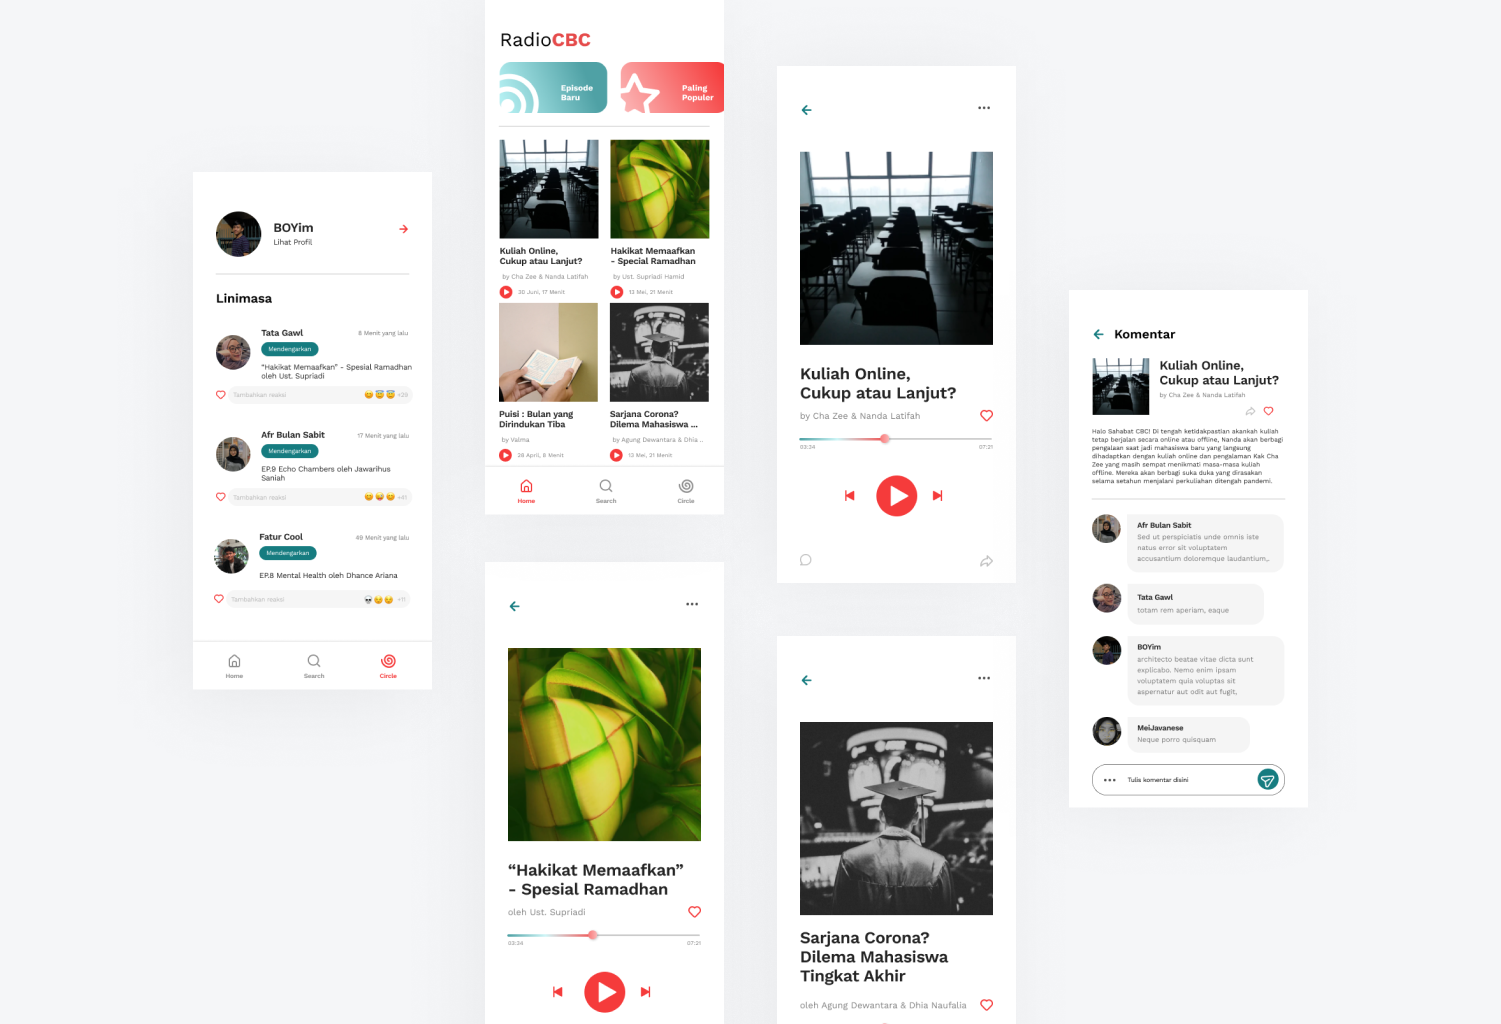 BOYim
Lihat Profil
Linimasa
Tata Gawl
8 Menit yang lalu
Mendengarkan
"Hakikat Memaafkan" - Spesial Ramadhan
oleh Ust. Supriadi
Tambahkan reaksi
+29
Afr Bulan Sabit
17 Menit yang lalu
Mendengarkan
EP.9 Echo Chambers oleh Jawarihus
Saniah
Tambahkan reaksi
+41
Fatur Cool
49 Menit yang lalu
Mendengarkan
EP.8 Mental Health oleh Dhance Ariana
Tambahkan reaksi
+11
Home
Search
Circle
RadioCBC
Episode
Baru
Paling
Populer
Kuliah Online,
Cukup atau Lanjut?
by Cha Zee & Nanda Latifah
30 Juni, 17 Menit
Hakikat Memaafkan
- Special Ramadhan
by Ust. Supriadi Hamid
13 Mei, 21 Menit
Puisi : Bulan yang
Dirindukan Tiba
by Valma
26 April, 8 Menit
Sarjana Corona?
Dilema Mahasiswa ...
by Agung Dewantara & Dhia ..
13 Mei, 21 Menit
Home
Search
Circle
"Hakikat Memaafkan"
- Spesial Ramadhan
oleh Ust. Supriadi
03:34
07:21
Kuliah Online,
Cukup atau Lanjut?
by Cha Zee & Nanda Latifah
03:34
07:21
Sarjana Corona?
Dilema Mahasiswa
Tingkat Akhir
oleh Agung Dewantara & Dhia Naufalia
Komentar
Kuliah Online,
Cukup atau Lanjut?
by Cha Zee & Nanda Latifah
Halo Sahabat CBC! Di tengah ketidakpastian akankah kuliah
tetap berjalan secara online atau offline, Nanda akan berbagi
pengalaan saat jadi mahasiswa baru yang langsung
dihadaptkan dengan kuliah online dan pengalaman Kak Cha
Zee yang masih sempat menikmati masa-masa kuliah
offline. Mereka akan berbagi suka duka yang dirasakan
selama setahun menjalani perkuliahan ditengah pandemi.
Afr Bulan Sabit
Sed ut perspiciatis unde omnis iste
natus error sit voluptatem
accusantium doloremque laudantium,.
Tata Gawl
totam rem aperiam, eaque
BOYim
architecto beatae vitae dicta sunt
explicabo. Nemo enim ipsam
voluptatem quia voluptas sit
aspernatur aut odit aut fugit,
MeiJavanese
Neque porro quisquam
Tulis komentar disini